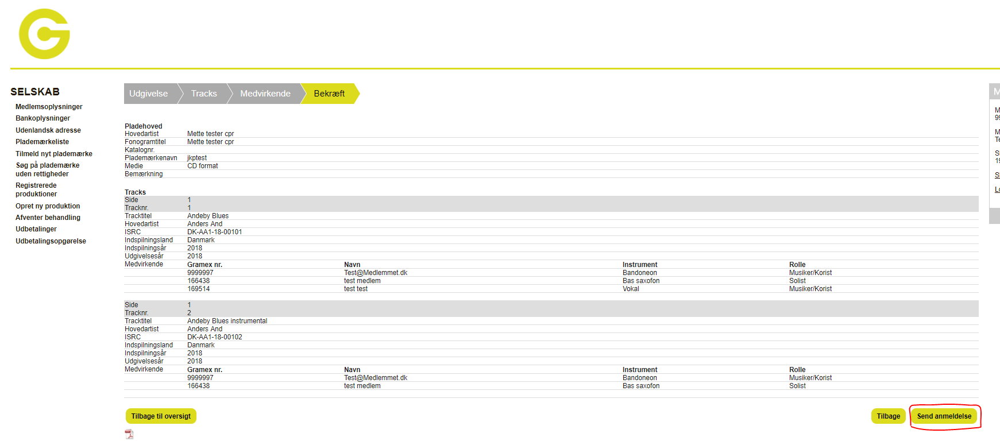 SELSKAB
Medlemsoplysninger
Bankoplysninger
Udenlandsk adresse
Plademærkeliste
Tilmeld nyt plademærke
Søg på plademærke
uden rettigheder
Registrerede
produktioner
Opret ny produktion
Afventer behandling
Udbetalinger
Udbetalingsopgørelse
Udgivelse Tracks Medvirkende Bekræft
Pladehoved
Hovedartist Mette tester cpr
Fonogramtitel Mette tester cpr
Katalognr.
Plademærkenavn jkptest
Medie CD format
Bemærkning
Tracks
Side 1
Tracknr. 1
Tracktitel Andeby Blues
Hovedartist Anders And
ISRC DK-AA1-18-00101
Indspilningsland Danmark
Indspilningsår 2018
Udgivelsesår 2018
Medvirkende Gramex nr. Navn Instrument Rolle
9999997 Test@Medlemmet.dk Bandoneon Musiker/Korist
166438 test medlem Bas saxofon Solist
169514 test test Vokal Musiker/Korist
Side 1
Tracknr. 2
Tracktitel Andeby Blues instrumental
Hovedartist Anders And
ISRC DK-AA1-18-00102
Indspilningsland Danmark
Indspilningsår 2018
Udgivelsesår 2018
Medvirkende Gramex nr. Navn Instrument Rolle
9999997 Test@Medlemmet.dk Bandoneon Musiker/Korist
166438 test medlem Bas saxofon Solist
Tilbage til oversigt Tilbage Send anmeldelse